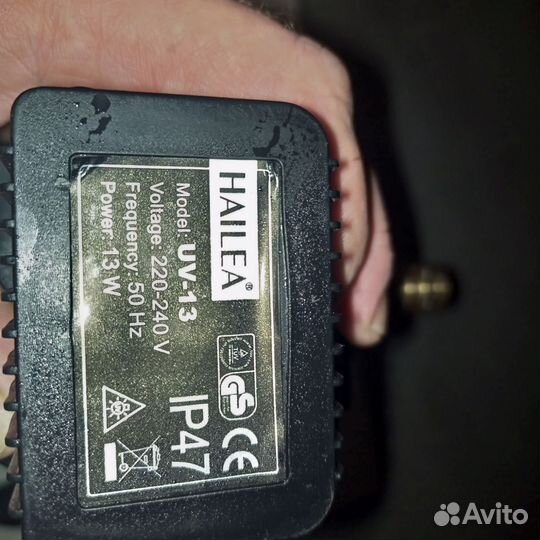 HAILEA®
Model: UV-13
Voltage: 220-240 V
Frequency: 50 Hz
Power: 13 W
GS
CE
IP47
Avito